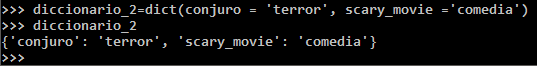 >>> diccionario_2=dict(conjuro = 'terror', scary_movie ='comedia')
>>> diccionario_2
{'conjuro': 'terror', 'scary_movie': 'comedia'}
>>>